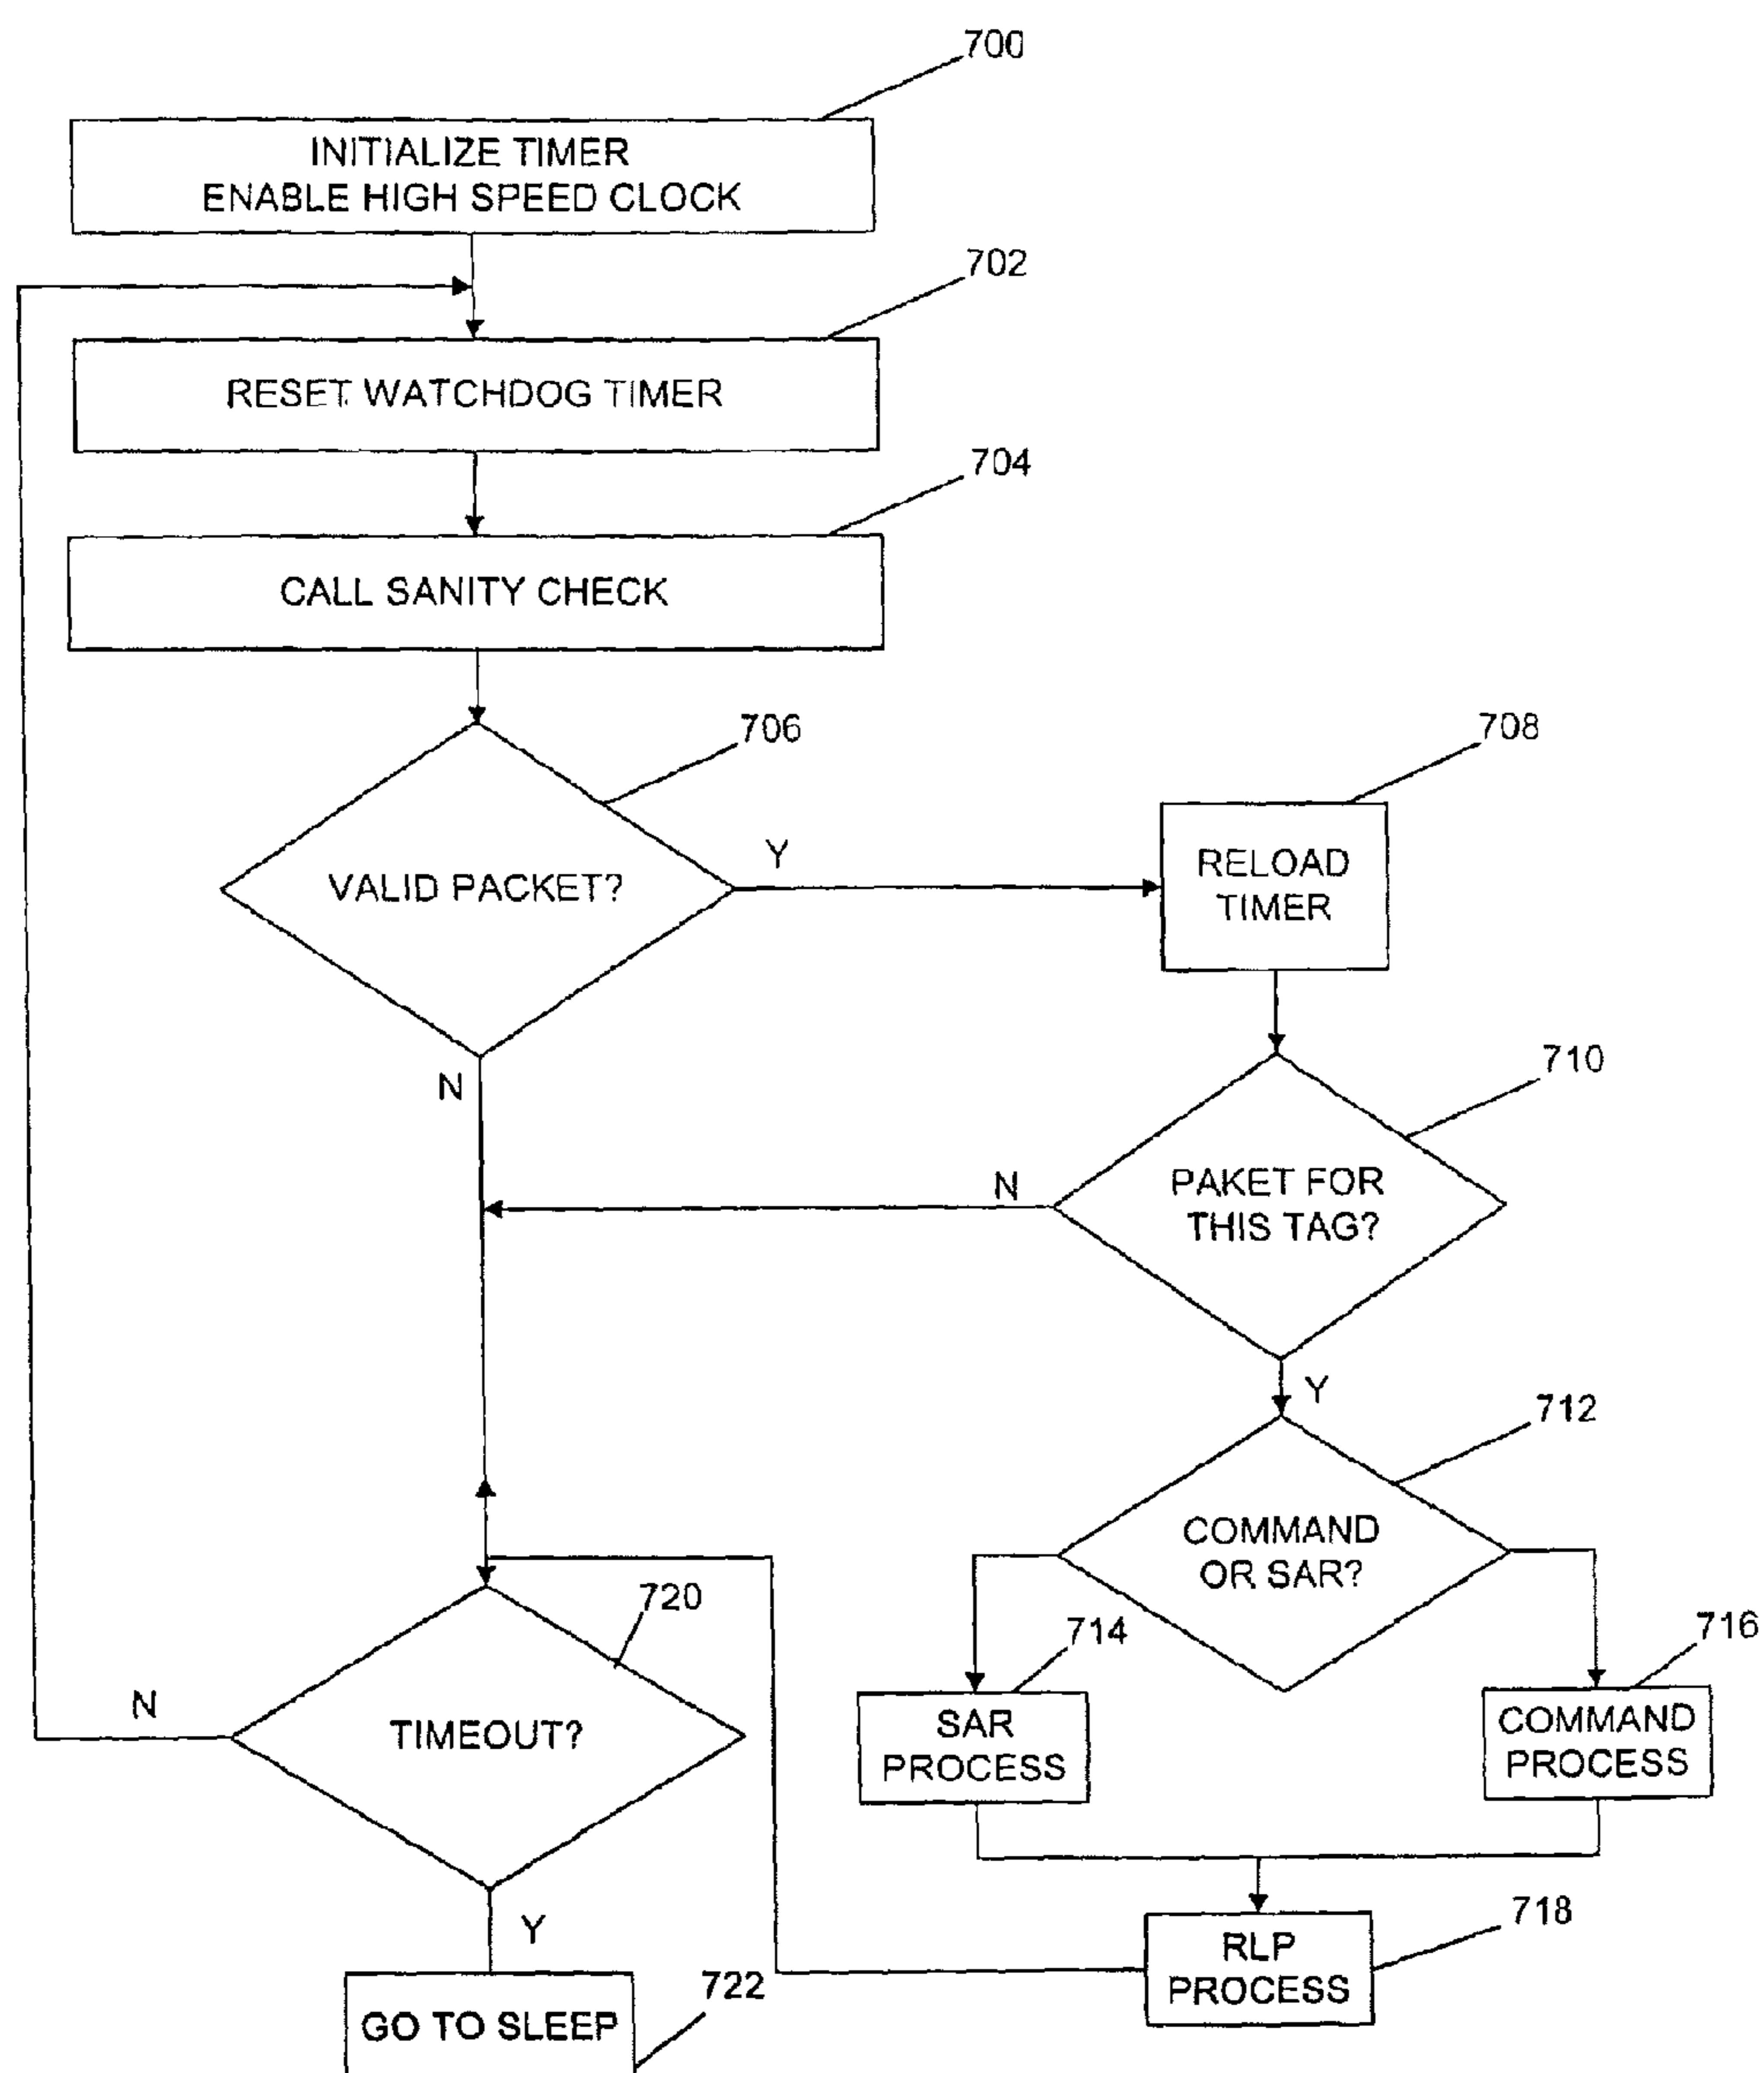 700
INITIALIZE TIMER
ENABLE HIGH SPEED CLOCK
702
RESET WATCHDOG TIMER
704
CALL SANITY CHECK
706
VALID PACKET?
Y
N
708
RELOAD
TIMER
710
PAKET FOR
THIS TAG?
N
Y
712
COMMAND
OR SAR?
714
SAR
PROCESS
716
COMMAND
PROCESS
718
RLP
PROCESS
720
TIMEOUT?
N
Y
722
GO TO SLEEP